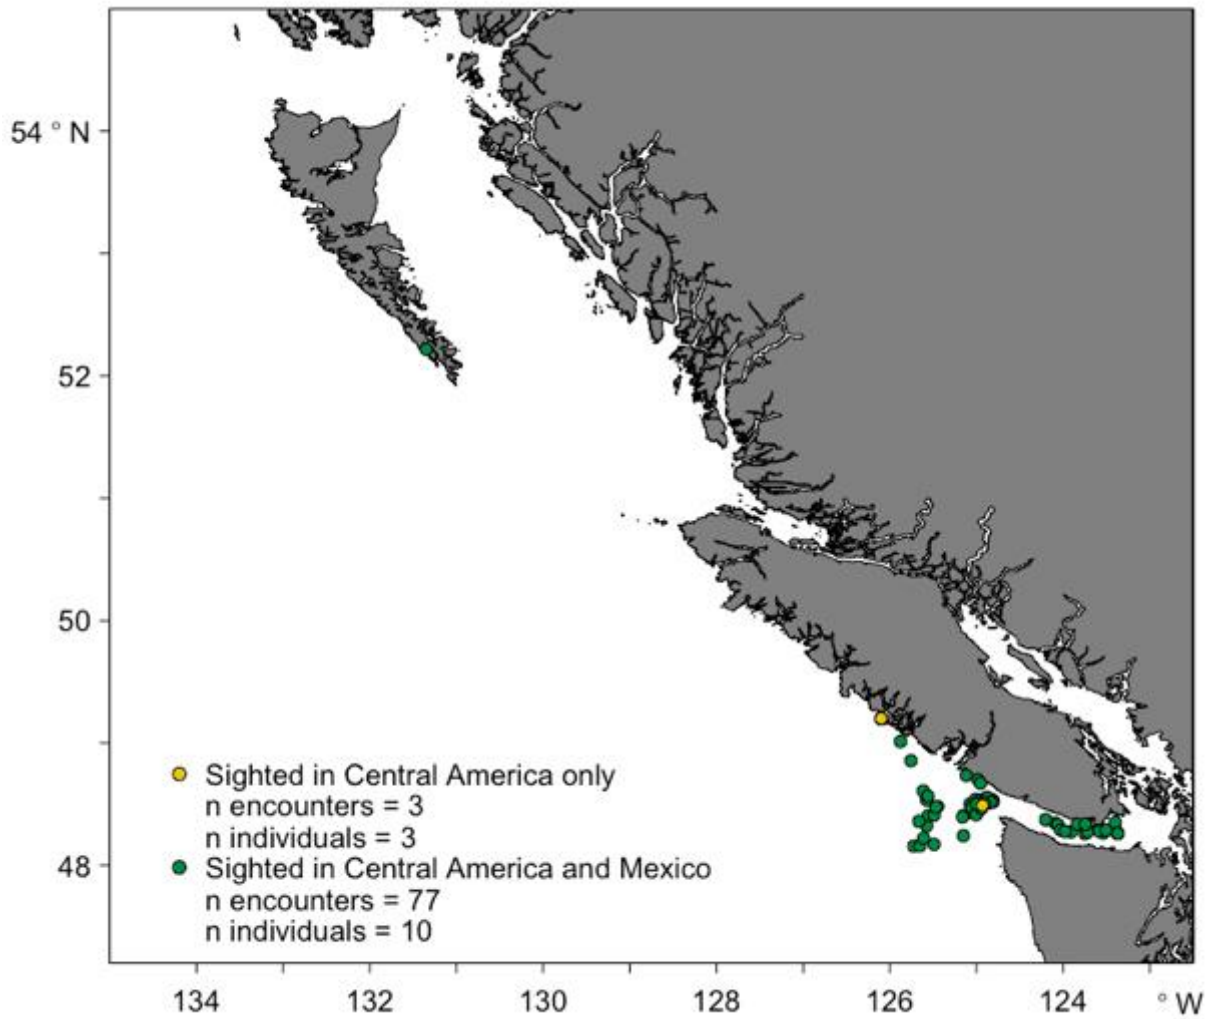 54 ° N
52
50
48
Sighted in Central America only
n encounters = 3
n individuals = 3
Sighted in Central America and Mexico
n encounters = 77
n individuals = 10
134 132 130 128 126 124 ° W